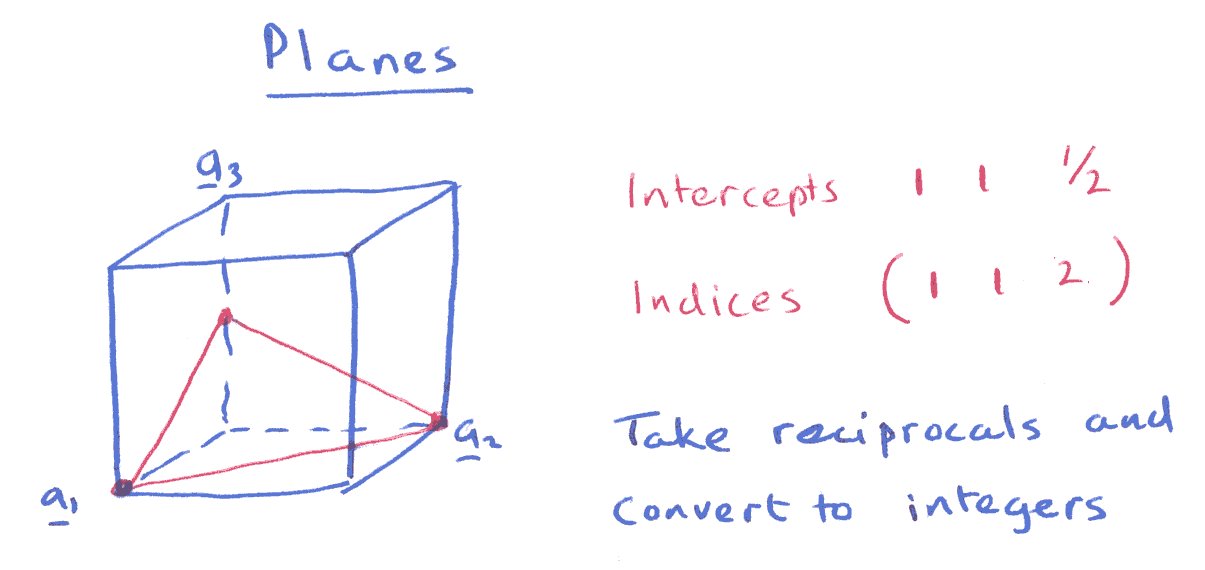 Planes
a3
Intercepts 1 1 1/2
Indices (1 1 2)
a2
Take reciprocals and
convert to integers
a1